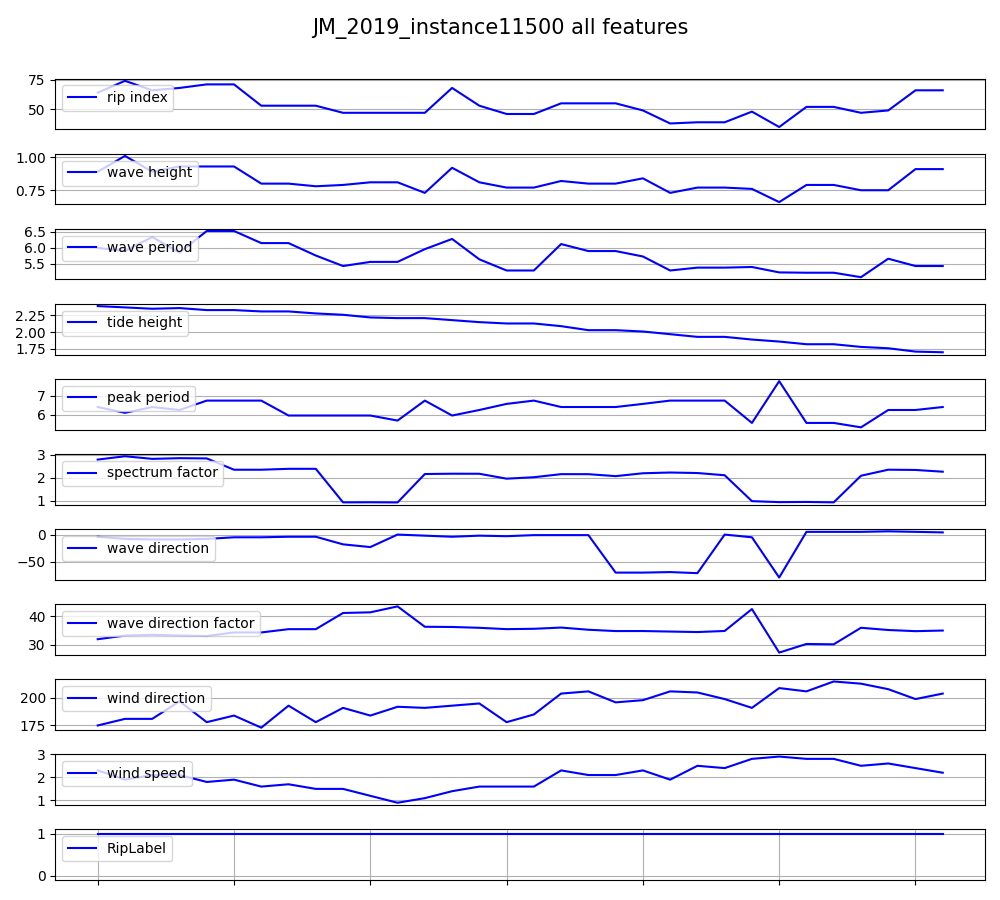 JM_2019_instance11500 all features
75
50
rip index
1.00
0.75
wave height
6.5
6.0
5.5
wave period
2.25
2.00
1.75
tide height
7
6
peak period
3
2
1
spectrum factor
0
−50
wave direction
40
30
wave direction factor
200
175
wind direction
3
2
1
wind speed
1
0
RipLabel